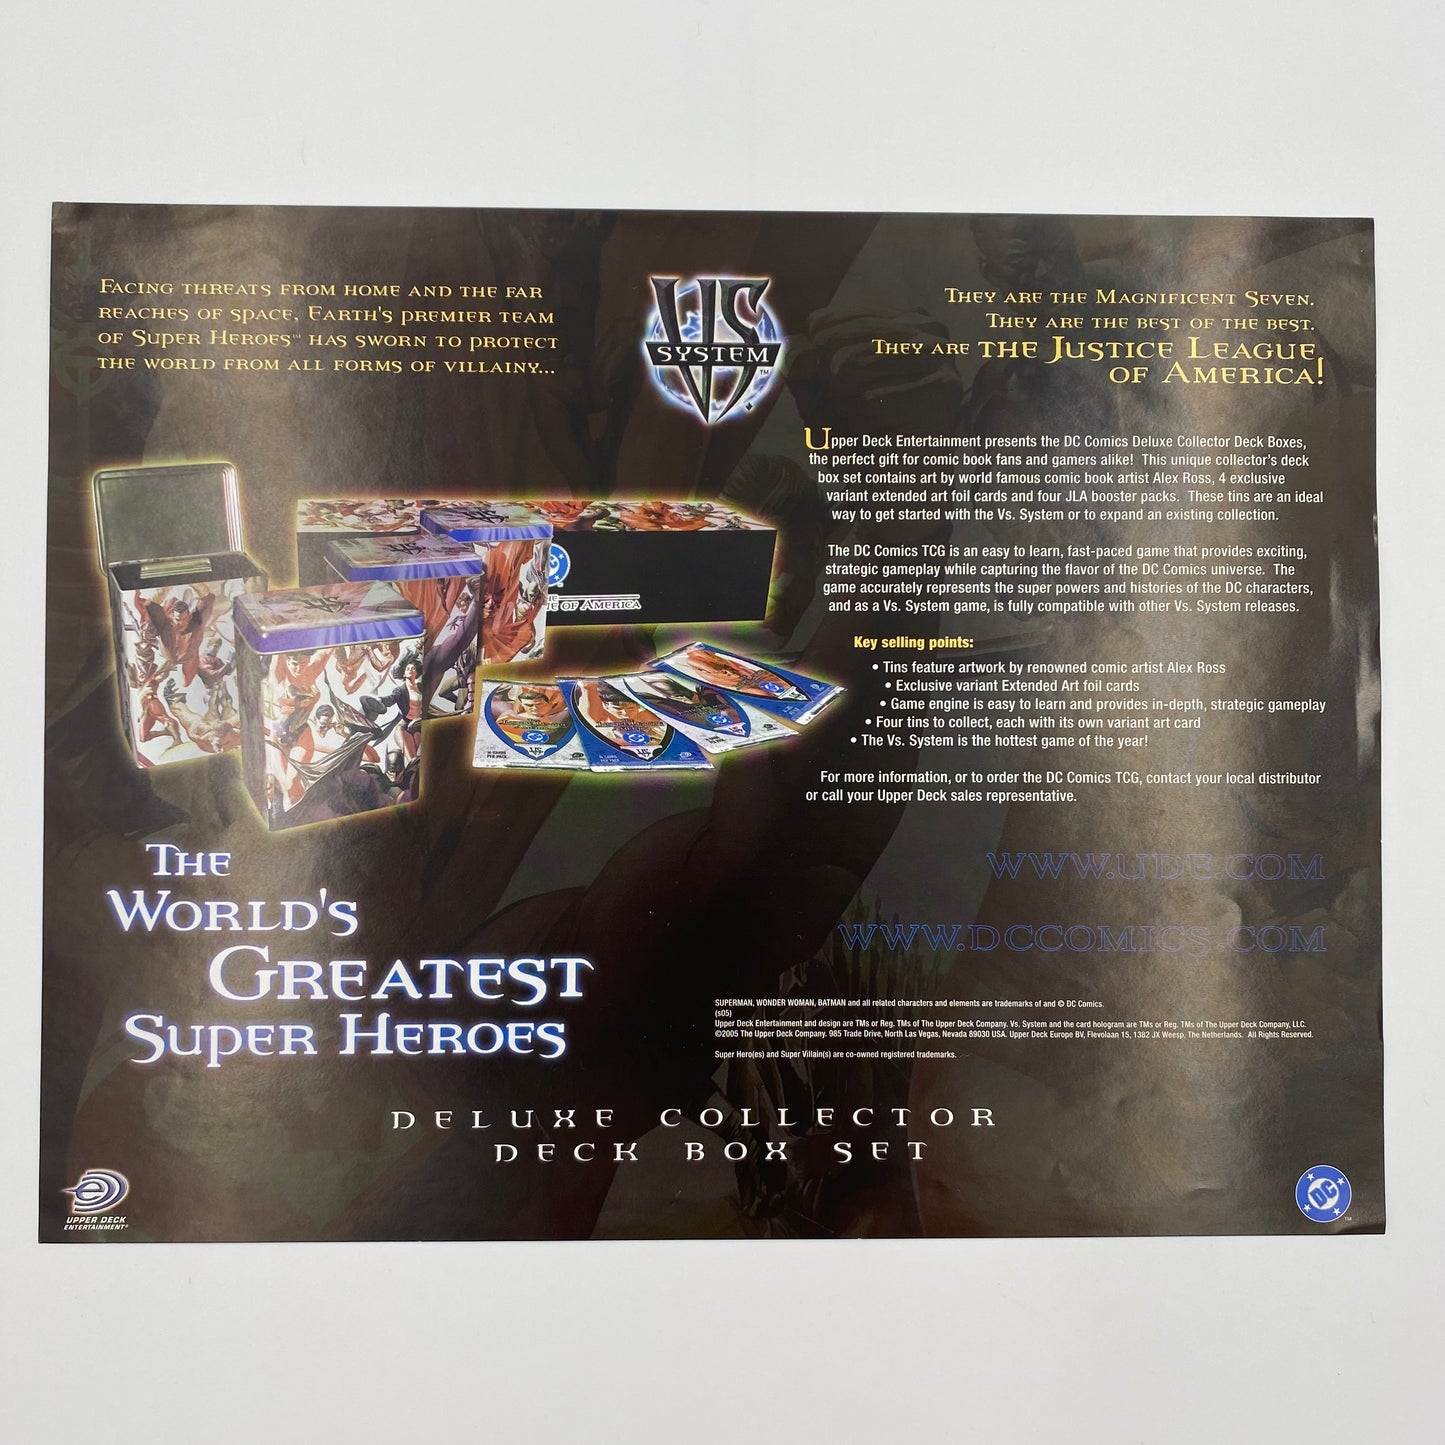 Facing threats from home and the far
reaches of space, Earth's premier team
of Super Heroes™ has sworn to protect
the world from all forms of villainy...
VS.
SYSTEM™
They are the Magnificent Seven.
They are the best of the best.
They are the Justice League
of America!
Upper Deck Entertainment presents the DC Comics Deluxe Collector Deck Boxes,
the perfect gift for comic book fans and gamers alike!  This unique collector's deck
box set contains art by world famous comic book artist Alex Ross, 4 exclusive
variant extended art foil cards and four JLA booster packs.  These tins are an ideal
way to get started with the Vs. System or to expand an existing collection.
The DC Comics TCG is an easy to learn, fast-paced game that provides exciting,
strategic gameplay while capturing the flavor of the DC Comics universe.  The
game accurately represents the super powers and histories of the DC characters,
and as a Vs. System game, is fully compatible with other Vs. System releases.
Key selling points:
• Tins feature artwork by renowned comic artist Alex Ross
• Exclusive variant Extended Art foil cards
• Game engine is easy to learn and provides in-depth, strategic gameplay
• Four tins to collect, each with its own variant art card
• The Vs. System is the hottest game of the year!
For more information, or to order the DC Comics TCG, contact your local distributor
or call your Upper Deck sales representative.
of America
The
World's
Greatest
Super Heroes
www.ude.com
www.dccomics.com
SUPERMAN, WONDER WOMAN, BATMAN and all related characters and elements are trademarks of and © DC Comics.
(s05)
Upper Deck Entertainment and design are TMs or Reg. TMs of The Upper Deck Company. Vs. System and the card hologram are TMs or Reg. TMs of The Upper Deck Company, LLC.
©2005 The Upper Deck Company. 985 Trade Drive, North Las Vegas, Nevada 89030 USA. Upper Deck Europe BV, Flevolaan 15, 1382 JX Weesp, The Netherlands.  All Rights Reserved.
Super Hero(es) and Super Villain(s) are co-owned registered trademarks.
Deluxe Collector
Deck Box Set
UPPER DECK
ENTERTAINMENT®
DC
TM